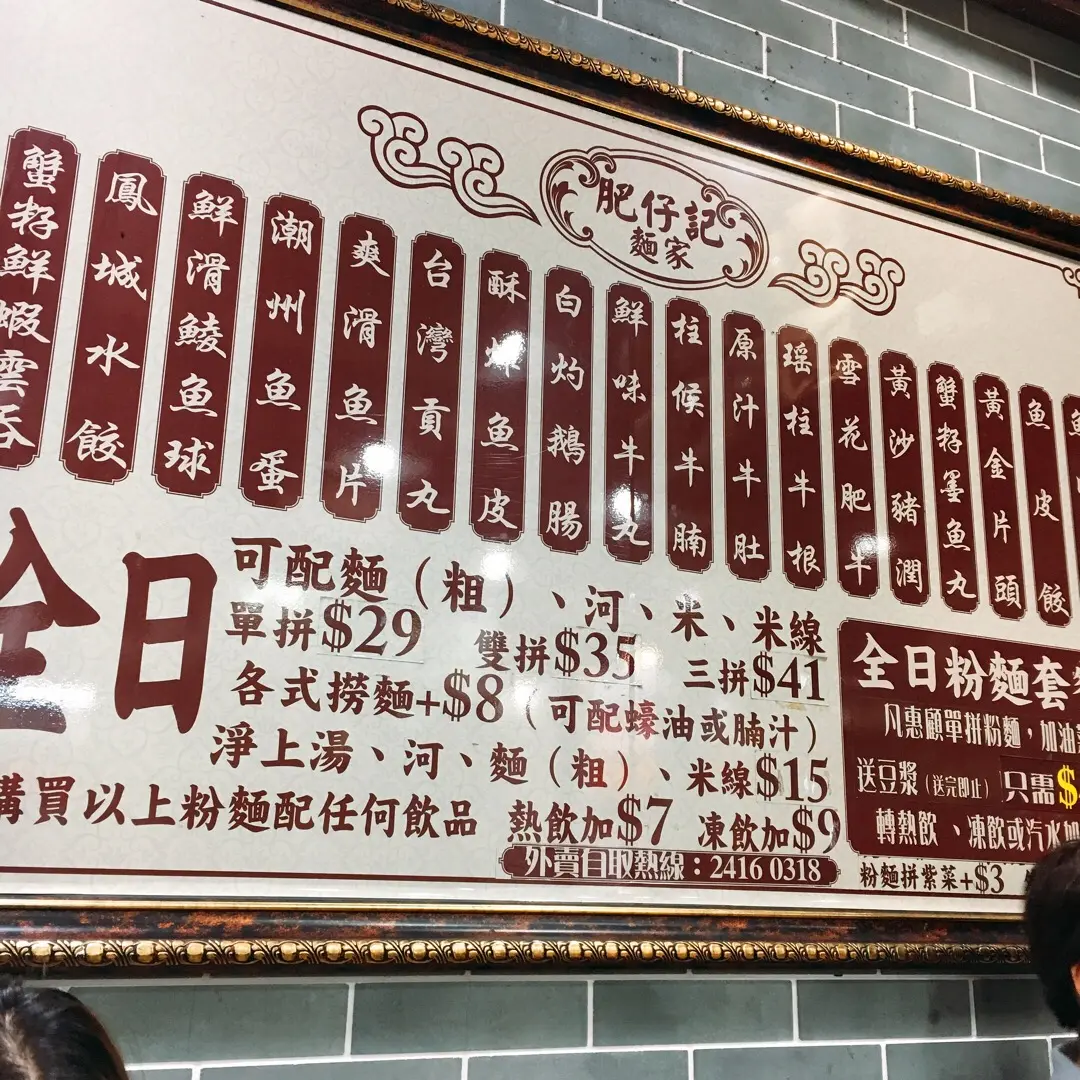 肥仔記
麵家
蟹籽鮮蝦雲吞
鳳城水餃
鮮滑鯪魚球
潮州魚蛋
爽滑魚片
台灣貢丸
酥炸魚皮
白灼鵝腸
鮮味牛丸
柱候牛腩
原汁牛肚
瑶柱牛根
雪花肥牛
黃沙豬潤
蟹籽墨魚丸
黃金片頭
魚皮餃
全日
可配麵（粗）、河、米、米線
單拼$29 雙拼$35 三拼$41
各式撈麵+$8（可配蠔油或腩汁）
淨上湯、河、麵（粗）、米線$15
購買以上粉麵配任何飲品 熱飲加$7 凍飲加$9
外賣自取熱線：2416 0318
全日粉麵套
凡惠顧單拼粉麵，加油
送豆漿（送完即止）只需$
轉熱飲、凍飲或汽水加
粉麵拼紫菜+$3